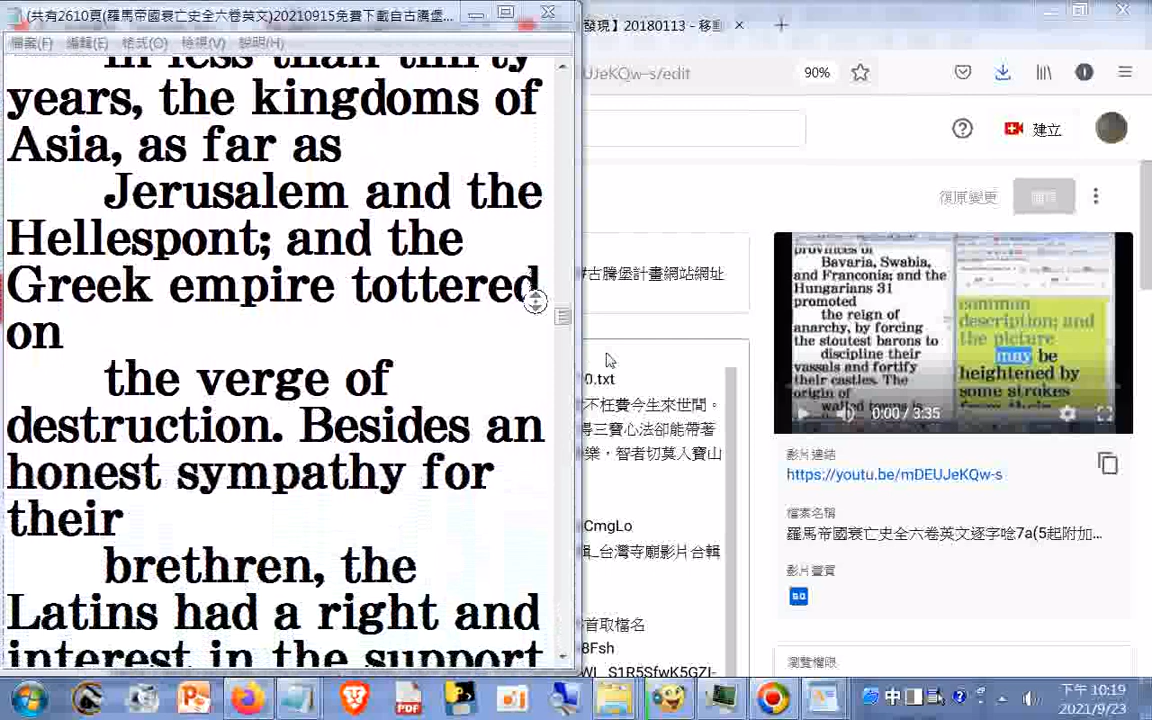 (共有2610頁(羅馬帝國衰亡史全六卷英文)20210915免費下載自古騰堡...
檔案(F) 編輯(E) 格式(O) 檢視(V) 說明(H)
In less than thirty
years, the kingdoms of
Asia, as far as
Jerusalem and the
Hellespont; and the
Greek empire tottered
on
the verge of
destruction. Besides an
honest sympathy for
their
brethren, the
Latins had a right and
interest in the support
發現】20180113 - 移動
UJeKQw-s/edit
90%
建立
復原變更
#古騰堡計畫網站網址
0.txt
不枉費今生來世間。
得三寶心法卻能帶著
樂，智者切莫入寶山
CmgLo
輯_台灣寺廟影片合輯
首取檔名
8Fsh
WI_S1R5SfwK5GZI-
provinces of
Bavaria, Swabia,
and Franconia; and the
Hungarians 31
promoted
the reign of
anarchy, by forcing
the stoutest barons to
discipline their
vassals and fortify
their castles. The
origin of
walled towns is
common
description; and
the picture
may be
heightened by
some strokes
0:00 / 3:35
影片連結
https://youtu.be/mDEUJeKQw-s
檔案名稱
羅馬帝國衰亡史全六卷英文逐字唸7a(5起附加...
影片畫質
瀏覽權限
中
下午 10:19
2021/9/23